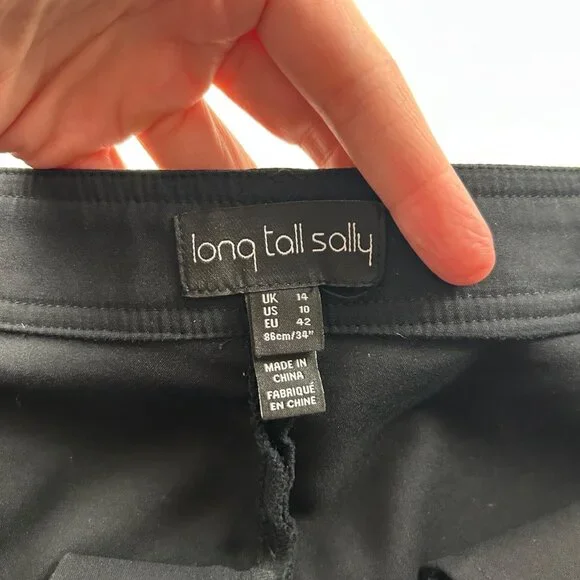 long tall sally
UK 14
US 10
EU 42
86cm/34"
MADE IN
CHINA
FABRIQUÉ
EN CHINE